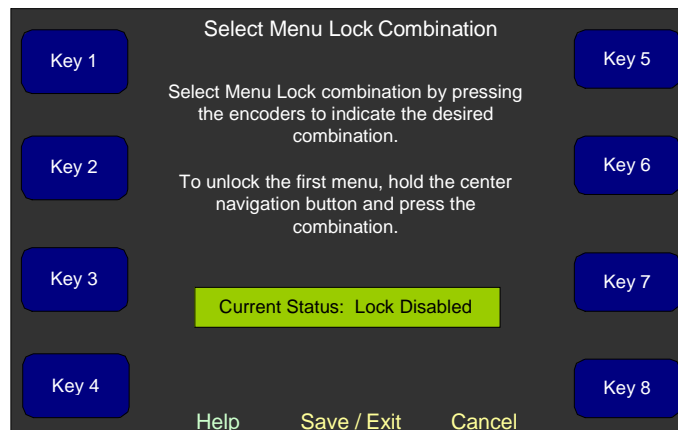 Select Menu Lock Combination
Key 1
Key 5
Select Menu Lock combination by pressing
the encoders to indicate the desired
combination.
Key 2
Key 6
To unlock the first menu, hold the center
navigation button and press the
combination.
Key 3
Key 7
Current Status: Lock Disabled
Key 4
Key 8
Help Save / Exit Cancel